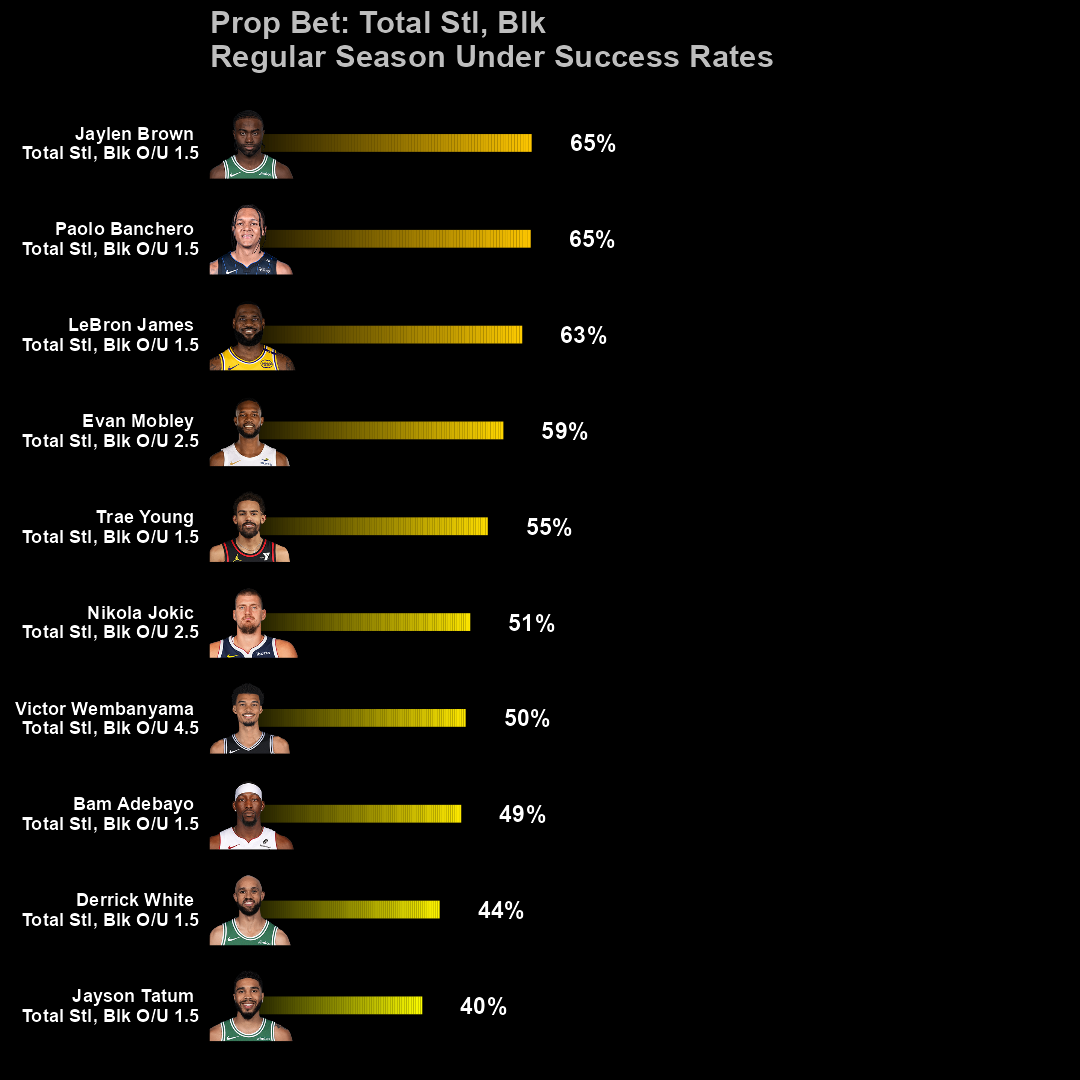 Prop Bet: Total Stl, Blk
Regular Season Under Success Rates
Jaylen Brown
Total Stl, Blk O/U 1.5
65%
Paolo Banchero
Total Stl, Blk O/U 1.5
65%
LeBron James
Total Stl, Blk O/U 1.5
63%
Evan Mobley
Total Stl, Blk O/U 2.5
59%
Trae Young
Total Stl, Blk O/U 1.5
55%
Nikola Jokic
Total Stl, Blk O/U 2.5
51%
Victor Wembanyama
Total Stl, Blk O/U 4.5
50%
Bam Adebayo
Total Stl, Blk O/U 1.5
49%
Derrick White
Total Stl, Blk O/U 1.5
44%
Jayson Tatum
Total Stl, Blk O/U 1.5
40%